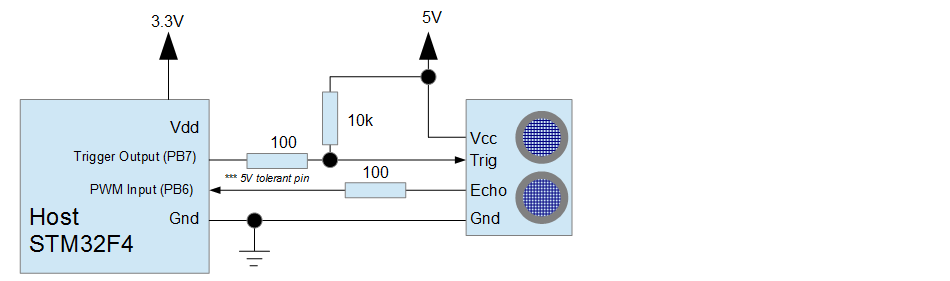 3.3V
5V
Vdd
10k
Vcc
Trigger Output (PB7)
100
Trig
*** 5V tolerant pin
100
PWM Input (PB6)
Echo
Host
Gnd
Gnd
STM32F4